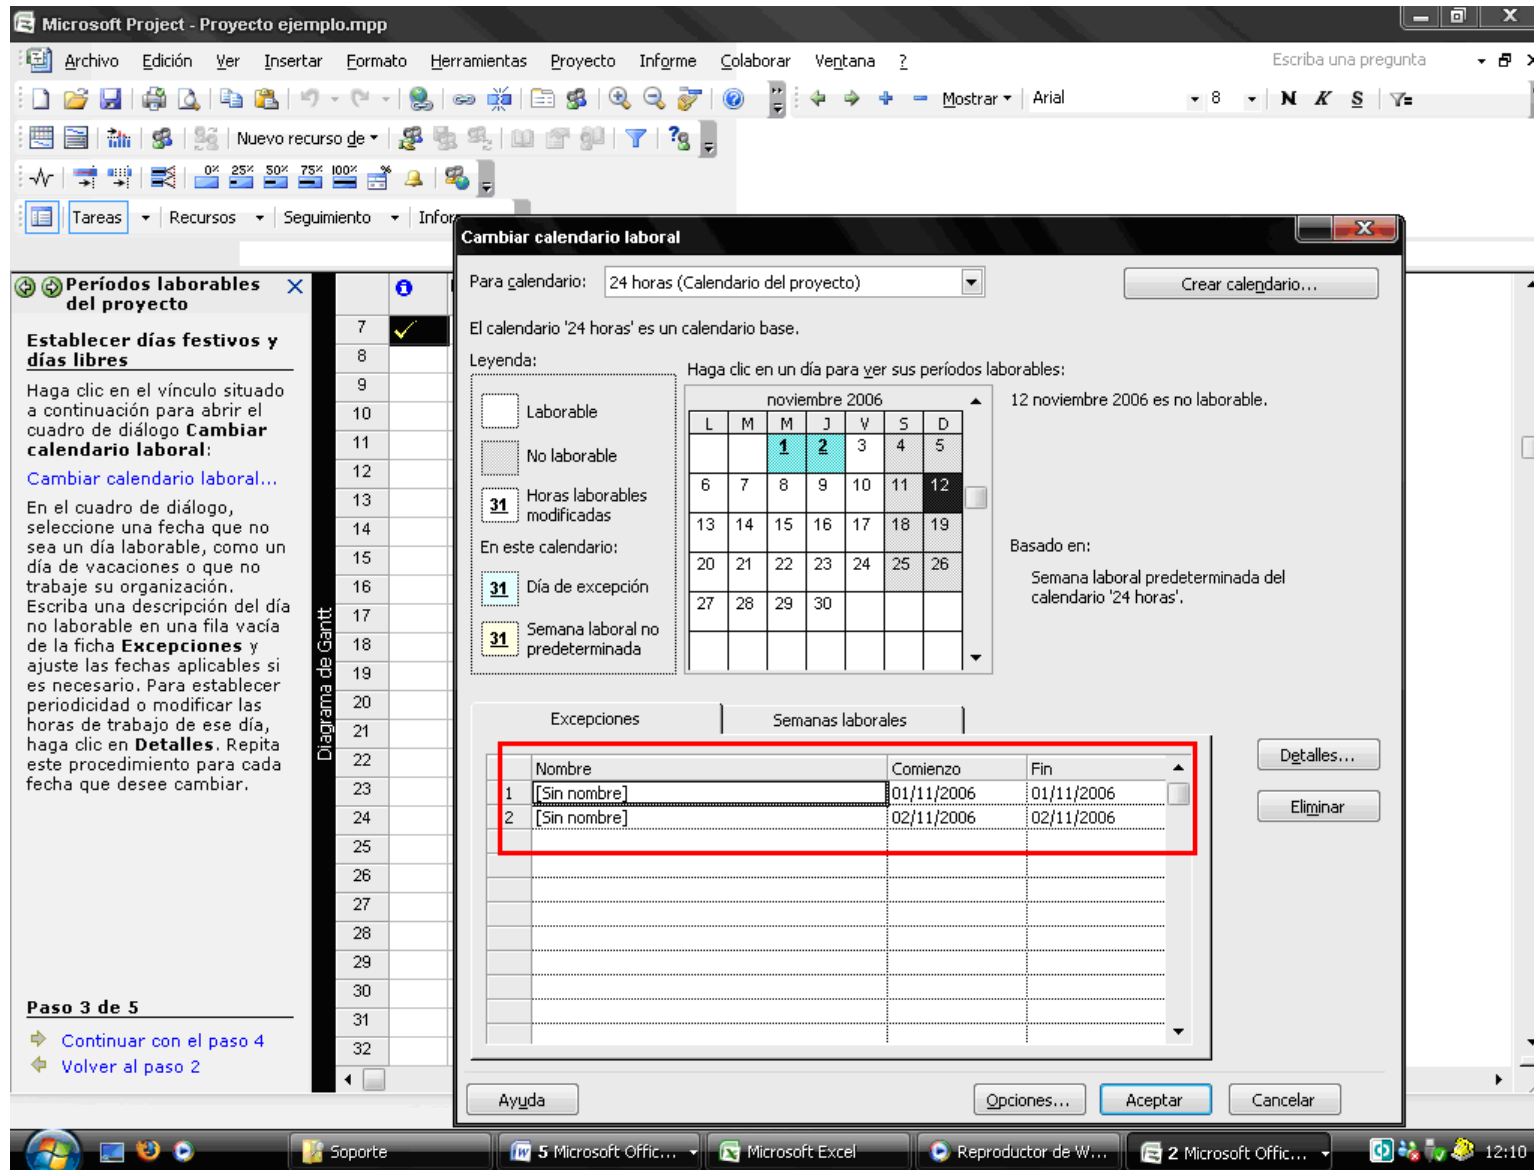 Microsoft Project - Proyecto ejemplo.mpp
Archivo Edición Ver Insertar Formato Herramientas Proyecto Informe Colaborar Ventana ? Escriba una pregunta
Mostrar Arial 8 N K S
Nuevo recurso de
0% 25% 50% 75% 100%
Tareas Recursos Seguimiento
Cambiar calendario laboral
Períodos laborables
del proyecto
Establecer días festivos y
días libres
Haga clic en el vínculo situado
a continuación para abrir el
cuadro de diálogo Cambiar
calendario laboral:
Cambiar calendario laboral...
En el cuadro de diálogo,
seleccione una fecha que no
sea un día laborable, como un
día de vacaciones o que no
trabaje su organización.
Escriba una descripción del día
no laborable en una fila vacía
de la ficha Excepciones y
ajuste las fechas aplicables si
es necesario. Para establecer
periodicidad o modificar las
horas de trabajo de ese día,
haga clic en Detalles. Repita
este procedimiento para cada
fecha que desee cambiar.
Paso 3 de 5
Continuar con el paso 4
Volver al paso 2
Diagrama de Gantt
7
8
9
10
11
12
13
14
15
16
17
18
19
20
21
22
23
24
25
26
27
28
29
30
31
32
Para calendario: 24 horas (Calendario del proyecto) Crear calendario...
El calendario '24 horas' es un calendario base.
Leyenda:
Laborable
No laborable
31 Horas laborables
modificadas
En este calendario:
31 Día de excepción
31 Semana laboral no
predeterminada
Haga clic en un día para ver sus períodos laborables:
noviembre 2006
L M M J V S D
1 2 3 4 5
6 7 8 9 10 11 12
13 14 15 16 17 18 19
20 21 22 23 24 25 26
27 28 29 30
12 noviembre 2006 es no laborable.
Basado en:
Semana laboral predeterminada del
calendario '24 horas'.
Excepciones Semanas laborales
Nombre Comienzo Fin
1 [Sin nombre] 01/11/2006 01/11/2006
2 [Sin nombre] 02/11/2006 02/11/2006
Detalles...
Eliminar
Ayuda Opciones... Aceptar Cancelar
Soporte 5 Microsoft Offic... Microsoft Excel Reproductor de W... 2 Microsoft Offic... 12:10